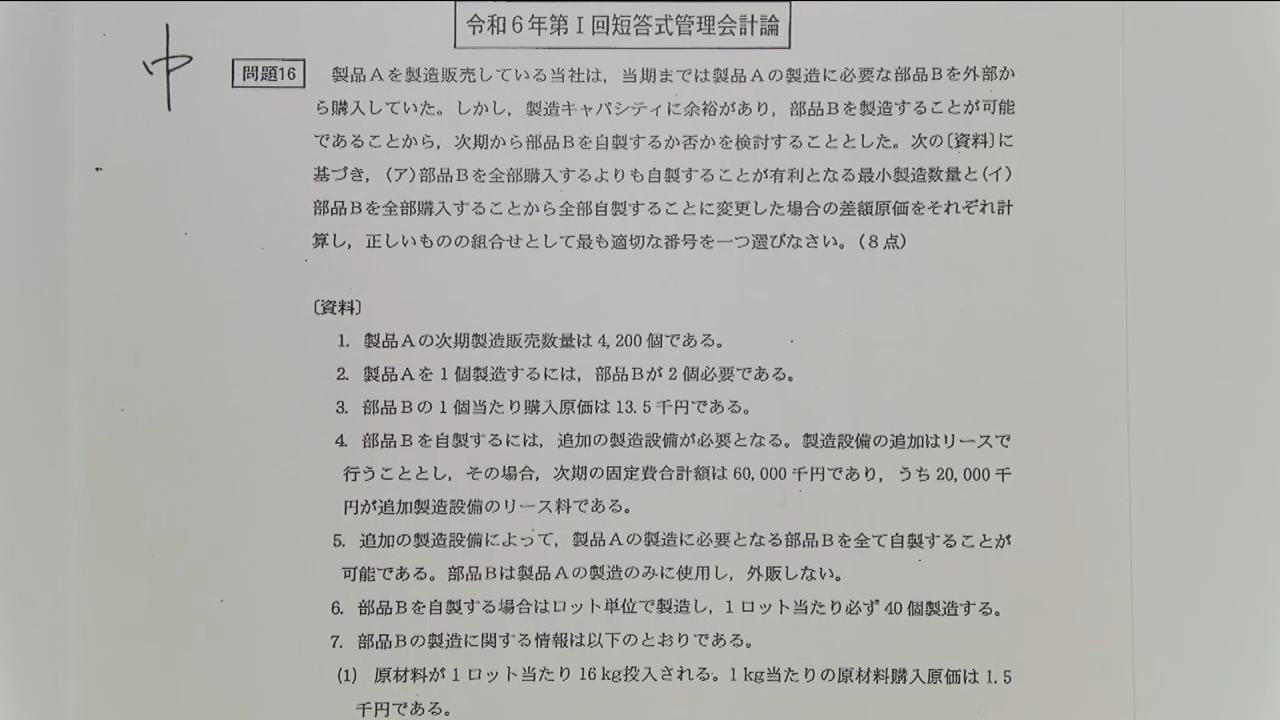 令和6年第Ⅰ回短答式管理会計論
中
問題16 製品Aを製造販売している当社は，当期までは製品Aの製造に必要な部品Bを外部か
ら購入していた。しかし，製造キャパシティに余裕があり，部品Bを製造することが可能
であることから，次期から部品Bを自製するか否かを検討することとした。次の〔資料〕に
基づき，(ア)部品Bを全部購入するよりも自製することが有利となる最小製造数量と(イ)
部品Bを全部購入することから全部自製することに変更した場合の差額原価をそれぞれ計
算し，正しいものの組合せとして最も適切な番号を一つ選びなさい。(8点)
〔資料〕
1. 製品Aの次期製造販売数量は4,200個である。
2. 製品Aを1個製造するには，部品Bが2個必要である。
3. 部品Bの1個当たり購入原価は13.5千円である。
4. 部品Bを自製するには，追加の製造設備が必要となる。製造設備の追加はリースで
行うこととし，その場合，次期の固定費合計額は60,000千円であり，うち20,000千
円が追加製造設備のリース料である。
5. 追加の製造設備によって，製品Aの製造に必要となる部品Bを全て自製することが
可能である。部品Bは製品Aの製造のみに使用し，外販しない。
6. 部品Bを自製する場合はロット単位で製造し，1ロット当たり必ず40個製造する。
7. 部品Bの製造に関する情報は以下のとおりである。
(1) 原材料が1ロット当たり16kg投入される。1kg当たりの原材料購入原価は1.5
千円である。